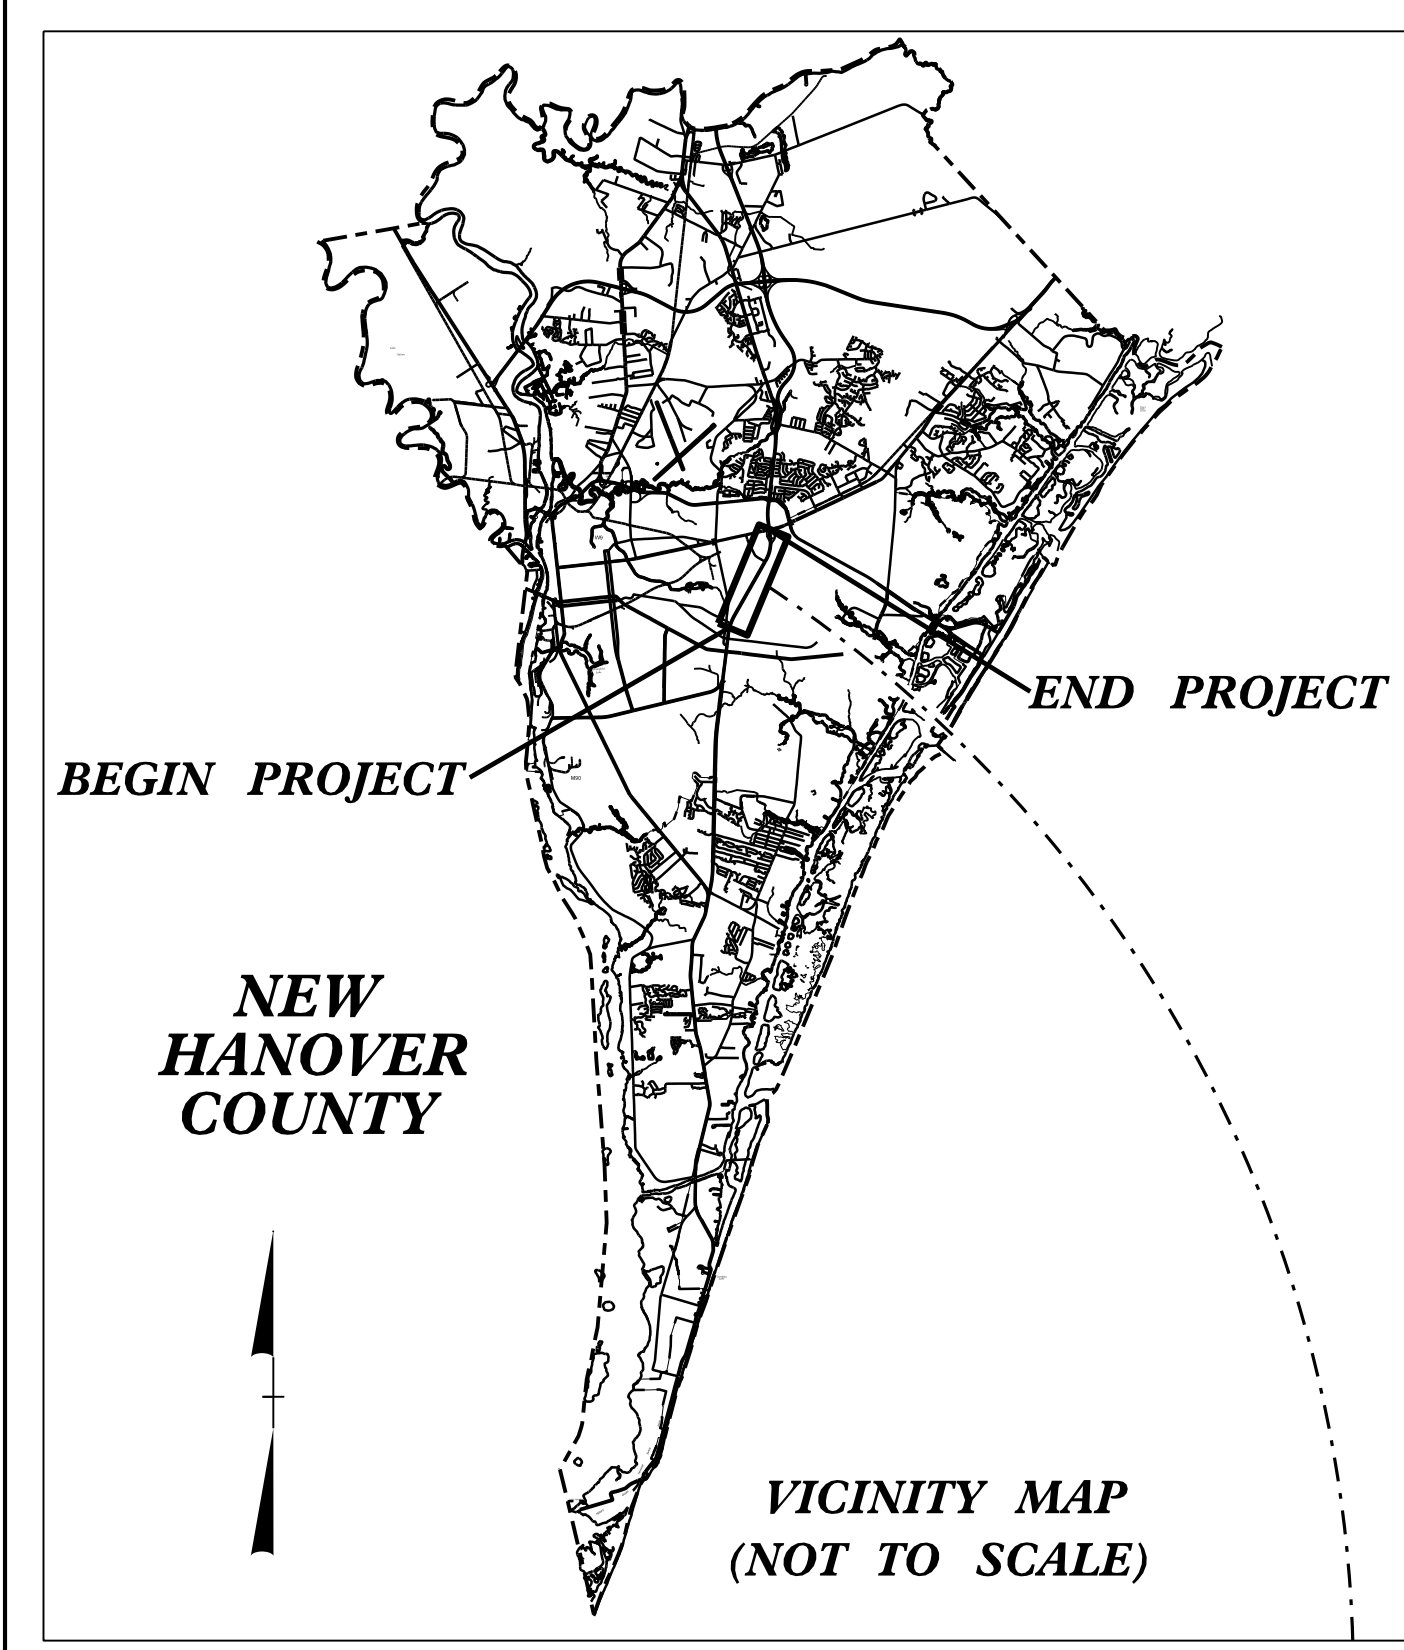 END PROJECT
BEGIN PROJECT
NEW
HANOVER
COUNTY
VICINITY MAP
(NOT TO SCALE)